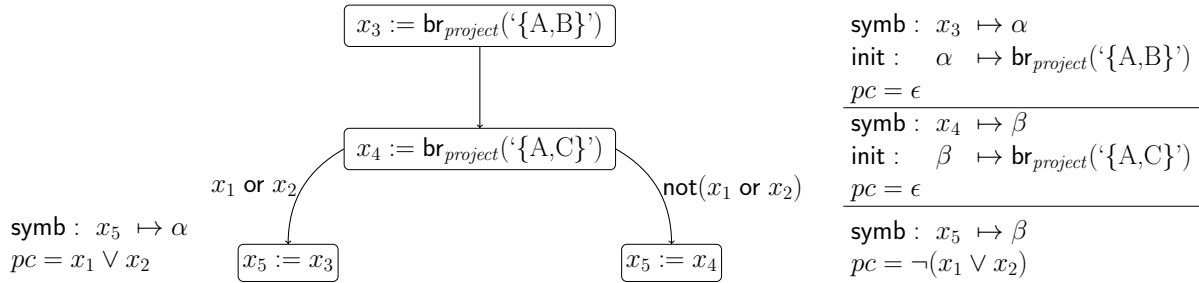 x₃ := br_project(‘{A,B}’)
symb : x₃ ↦ α
init : α ↦ br_project(‘{A,B}’)
pc = ϵ
x₄ := br_project(‘{A,C}’)
symb : x₄ ↦ β
init : β ↦ br_project(‘{A,C}’)
pc = ϵ
x₁ or x₂
not(x₁ or x₂)
symb : x₅ ↦ α
pc = x₁ ∨ x₂
x₅ := x₃
x₅ := x₄
symb : x₅ ↦ β
pc = ¬(x₁ ∨ x₂)